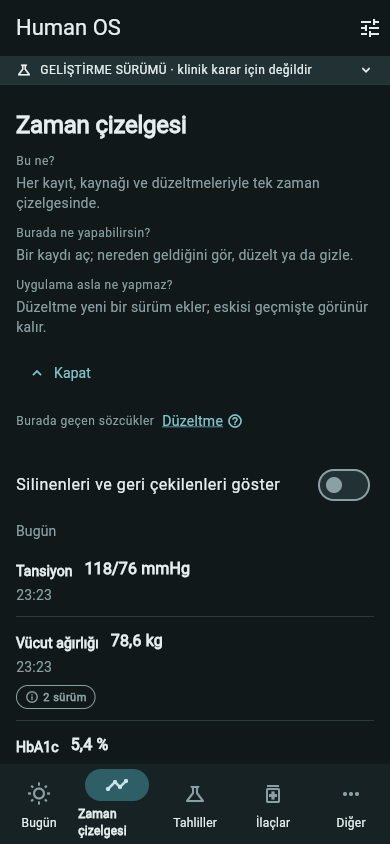 Human OS
GELİŞTİRME SÜRÜMÜ · klinik karar için değildir
Zaman çizelgesi
Bu ne?
Her kayıt, kaynağı ve düzeltmeleriyle tek zaman
çizelgesinde.
Burada ne yapabilirsin?
Bir kaydı aç; nereden geldiğini gör, düzelt ya da gizle.
Uygulama asla ne yapmaz?
Düzeltme yeni bir sürüm ekler; eskisi geçmişte görünür
kalır.
Kapat
Burada geçen sözcükler Düzeltme
Silinenleri ve geri çekilenleri göster
Bugün
Tansiyon 118/76 mmHg
23:23
Vücut ağırlığı 78,6 kg
23:23
2 sürüm
HbA1c 5,4 %
Bugün
Zaman
çizelgesi
Tahliller
İlaçlar
Diğer